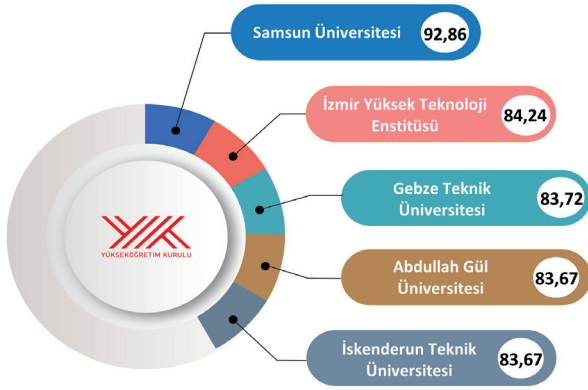 Samsun Üniversitesi 92,86
İzmir Yüksek Teknoloji
Enstitüsü
84,24
Gebze Teknik
Üniversitesi
83,72
Abdullah Gül
Üniversitesi
83,67
İskenderun Teknik
Üniversitesi
83,67
YÜKSEKÖĞRETİM KURULU